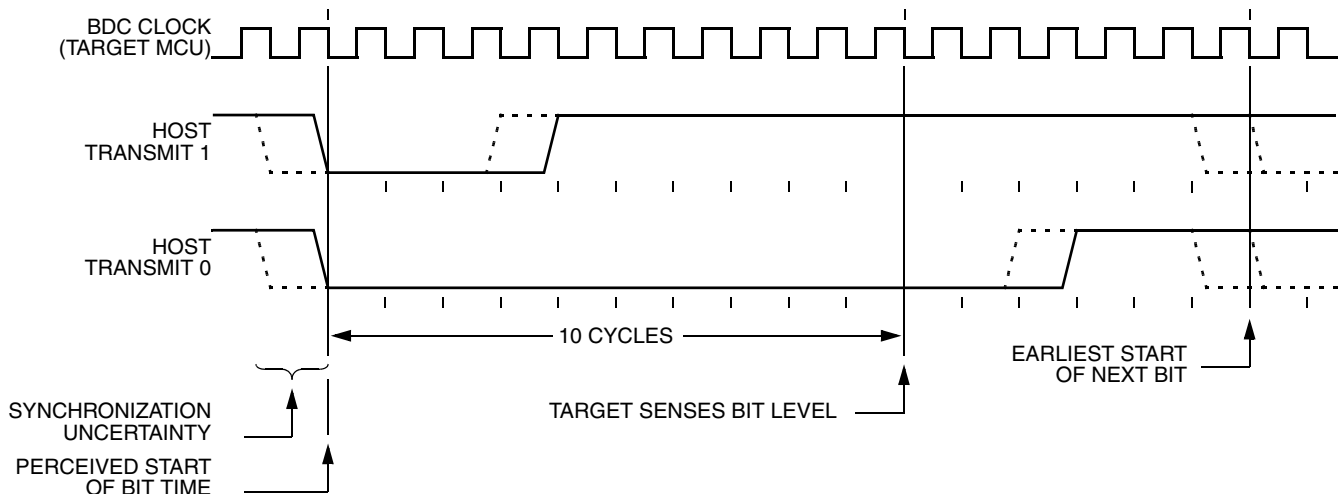 BDC CLOCK
(TARGET MCU)
HOST
TRANSMIT 1
HOST
TRANSMIT 0
10 CYCLES
EARLIEST START
OF NEXT BIT
SYNCHRONIZATION
UNCERTAINTY
TARGET SENSES BIT LEVEL
PERCEIVED START
OF BIT TIME